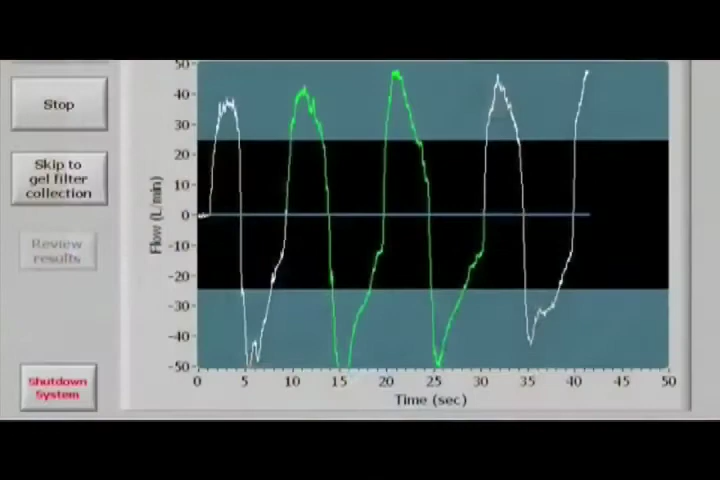 Stop
Skip to
gel filter
collection
Review
results
Shutdown
System
Flow (L/min)
50
40
30
20
10
0
-10
-20
-30
-40
-50
0 5 10 15 20 25 30 35 40 45 50
Time (sec)